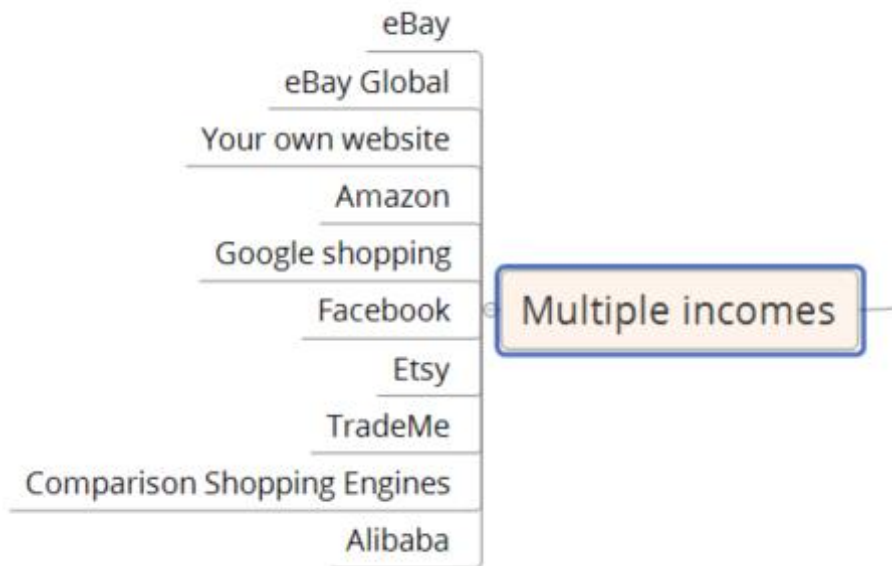 eBay
eBay Global
Your own website
Amazon
Google shopping
Facebook
Etsy
TradeMe
Comparison Shopping Engines
Alibaba
Multiple incomes